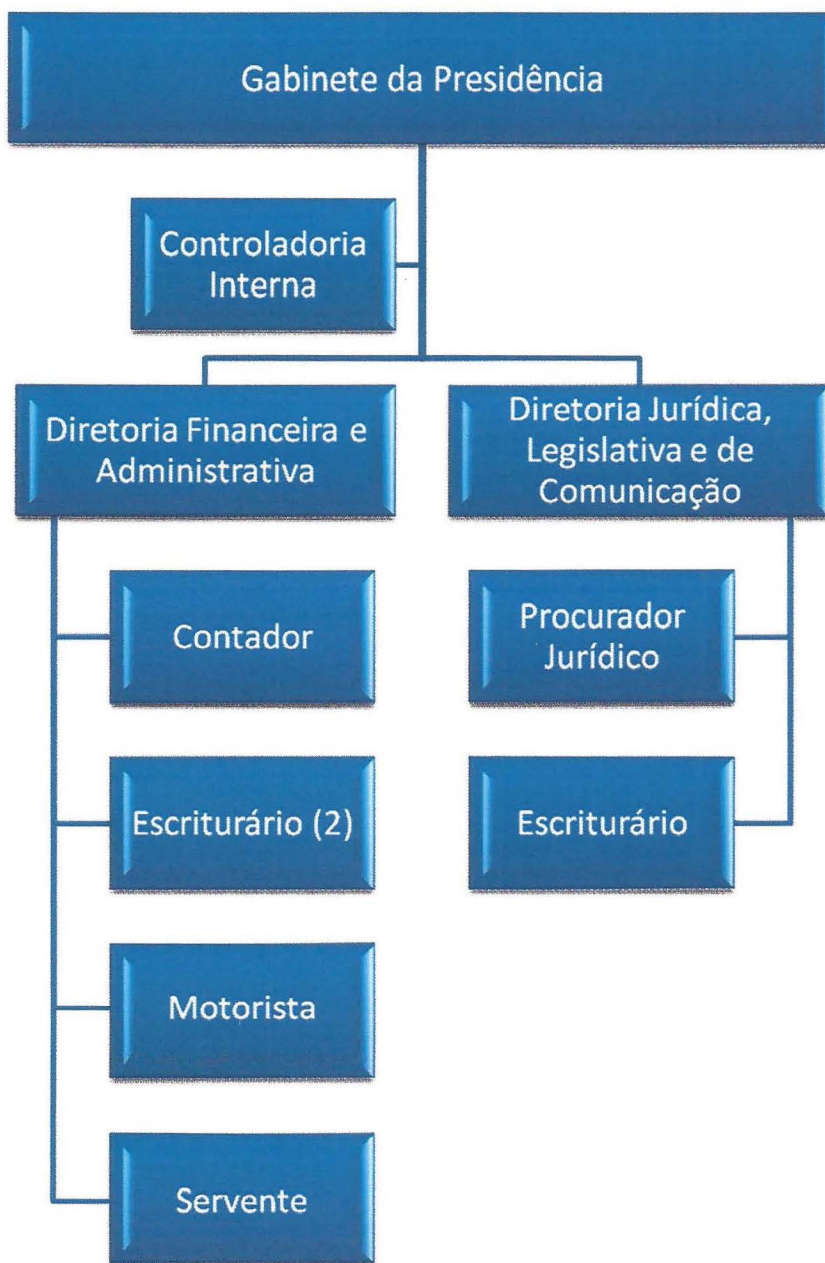 Gabinete da Presidência
Controladoria
Interna
Diretoria Financeira e
Administrativa
Diretoria Jurídica,
Legislativa e de
Comunicação
Contador
Procurador
Jurídico
Escriturário (2)
Escriturário
Motorista
Servente